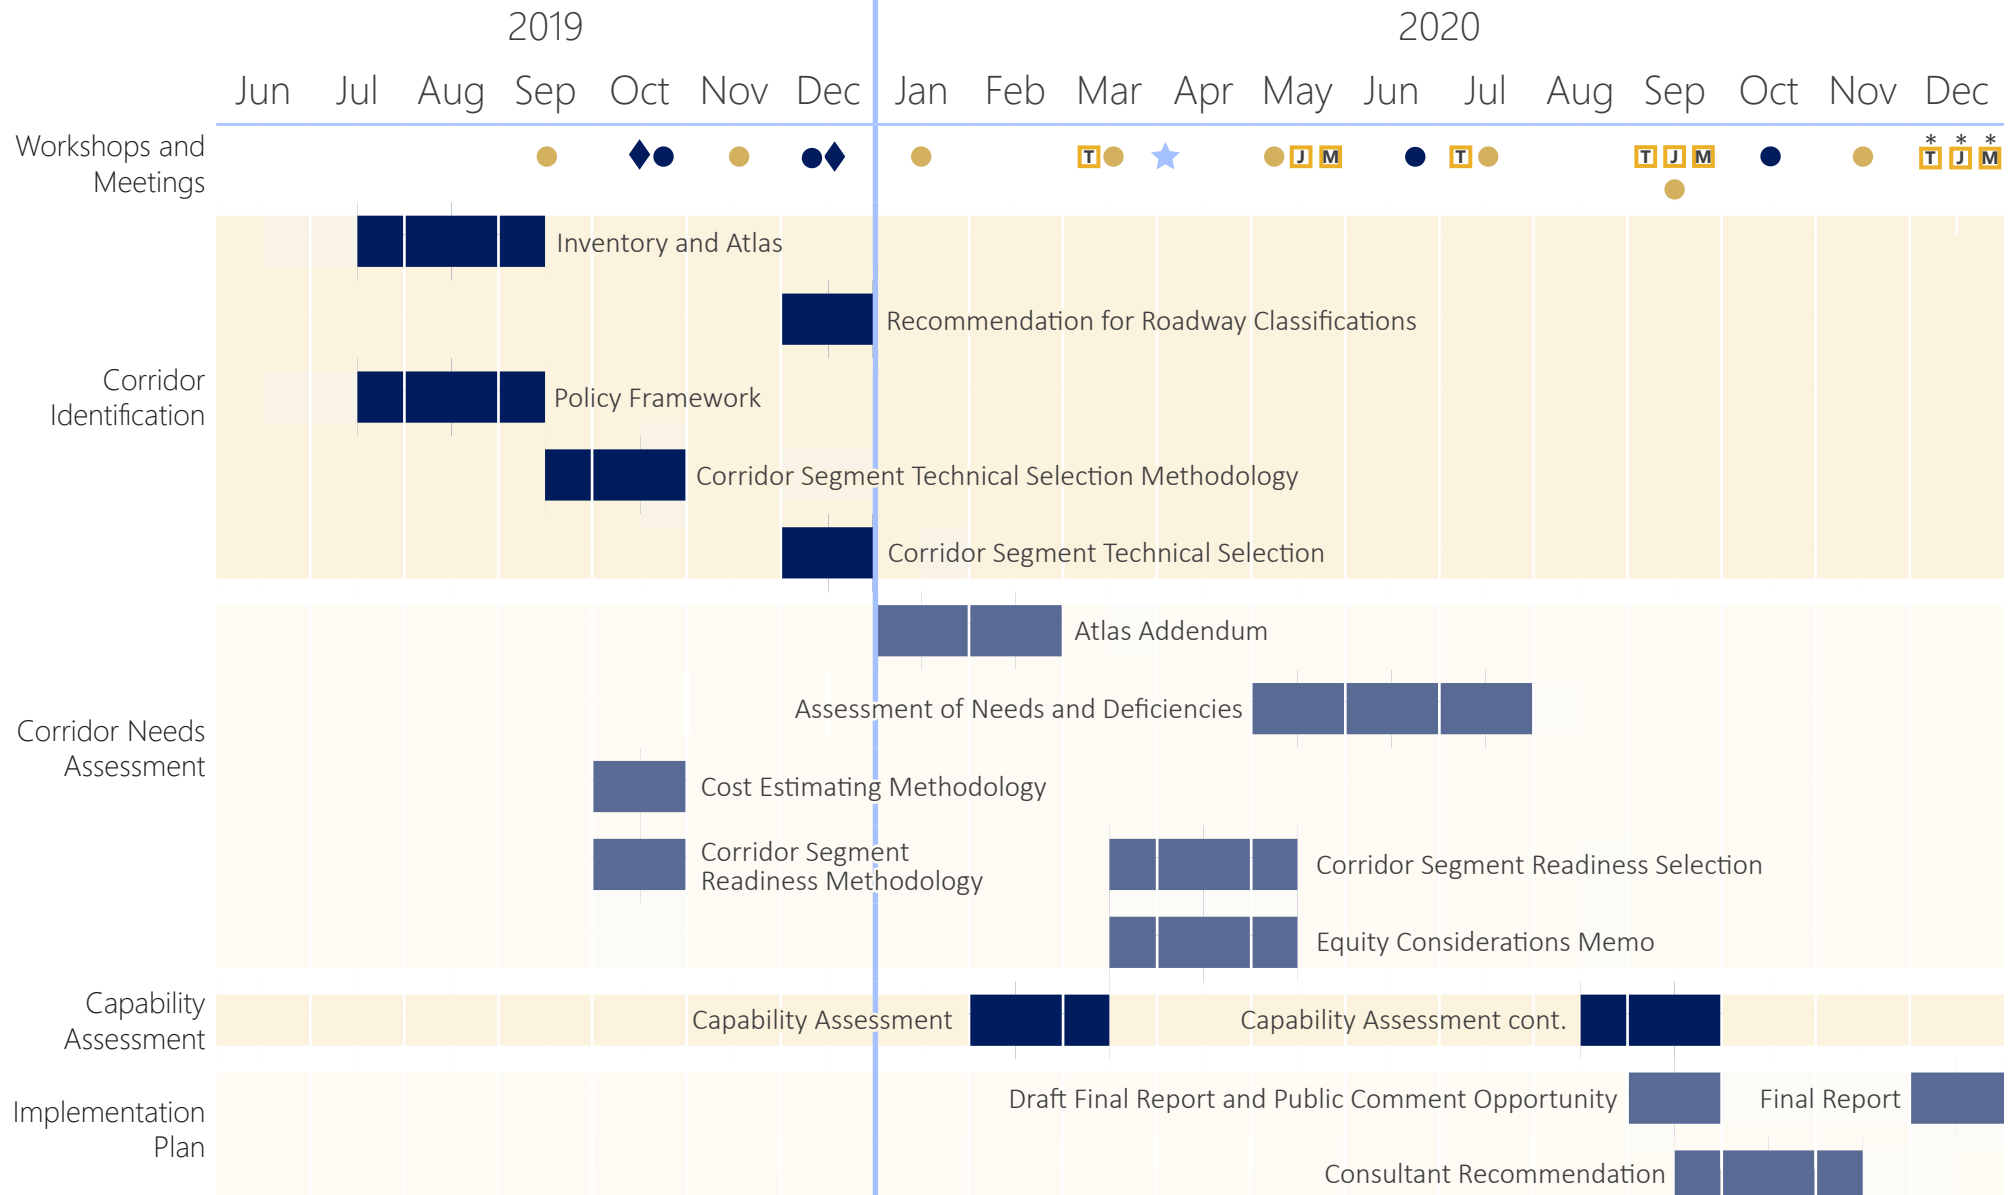 2019 2020
Jun Jul Aug Sep Oct Nov Dec Jan Feb Mar Apr May Jun Jul Aug Sep Oct Nov Dec
Workshops and
Meetings
* * *
T J M T T J M T J M
Inventory and Atlas
Recommendation for Roadway Classifications
Corridor
Identification
Policy Framework
Corridor Segment Technical Selection Methodology
Corridor Segment Technical Selection
Atlas Addendum
Assessment of Needs and Deficiencies
Corridor Needs
Assessment
Cost Estimating Methodology
Corridor Segment
Readiness Methodology
Corridor Segment Readiness Selection
Equity Considerations Memo
Capability
Assessment
Capability Assessment Capability Assessment cont.
Implementation
Plan
Draft Final Report and Public Comment Opportunity Final Report
Consultant Recommendation